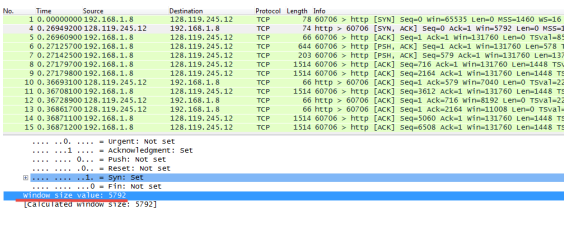 No. Time Source Destination Protocol Length Info
1 0.00000000 192.168.1.8 128.119.245.12 TCP 78 60706 > http [SYN] Seq=0 Win=65535 Len=0 MSS=1460 WS=16
4 0.26949200 128.119.245.12 192.168.1.8 TCP 74 http > 60706 [SYN, ACK] Seq=0 Ack=1 Win=5792 Len=0 MSS=1
5 0.26960900 192.168.1.8 128.119.245.12 TCP 66 60706 > http [ACK] Seq=1 Ack=1 Win=131760 Len=0 TSval=85
6 0.27125700 192.168.1.8 128.119.245.12 TCP 644 60706 > http [PSH, ACK] Seq=1 Ack=1 Win=131760 Len=578 T
7 0.27142900 192.168.1.8 128.119.245.12 TCP 203 60706 > http [PSH, ACK] Seq=579 Ack=1 Win=131760 Len=137
8 0.27179700 192.168.1.8 128.119.245.12 TCP 1514 60706 > http [ACK] Seq=716 Ack=1 Win=131760 Len=1448 TSv
9 0.27179800 192.168.1.8 128.119.245.12 TCP 1514 60706 > http [ACK] Seq=2164 Ack=1 Win=131760 Len=1448 TS
10 0.36693100 128.119.245.12 192.168.1.8 TCP 66 http > 60706 [ACK] Seq=1 Ack=579 Win=7040 Len=0 TSval=22
11 0.36708100 192.168.1.8 128.119.245.12 TCP 1514 60706 > http [ACK] Seq=3612 Ack=1 Win=131760 Len=1448 TS
12 0.36728900 128.119.245.12 192.168.1.8 TCP 66 http > 60706 [ACK] Seq=1 Ack=716 Win=8192 Len=0 TSval=22
13 0.36861700 128.119.245.12 192.168.1.8 TCP 66 http > 60706 [ACK] Seq=1 Ack=2164 Win=11008 Len=0 TSval=
14 0.36871100 192.168.1.8 128.119.245.12 TCP 1514 60706 > http [ACK] Seq=5060 Ack=1 Win=131760 Len=1448 TS
15 0.36871200 192.168.1.8 128.119.245.12 TCP 1514 60706 > http [ACK] Seq=6508 Ack=1 Win=131760 Len=1448 TS
.... ..0. .... = Urgent: Not set
.... ...1 .... = Acknowledgment: Set
.... .... 0... = Push: Not set
.... .... .0.. = Reset: Not set
.... .... ..1. = Syn: Set
.... .... ...0 = Fin: Not set
Window size value: 5792
[Calculated window size: 5792]